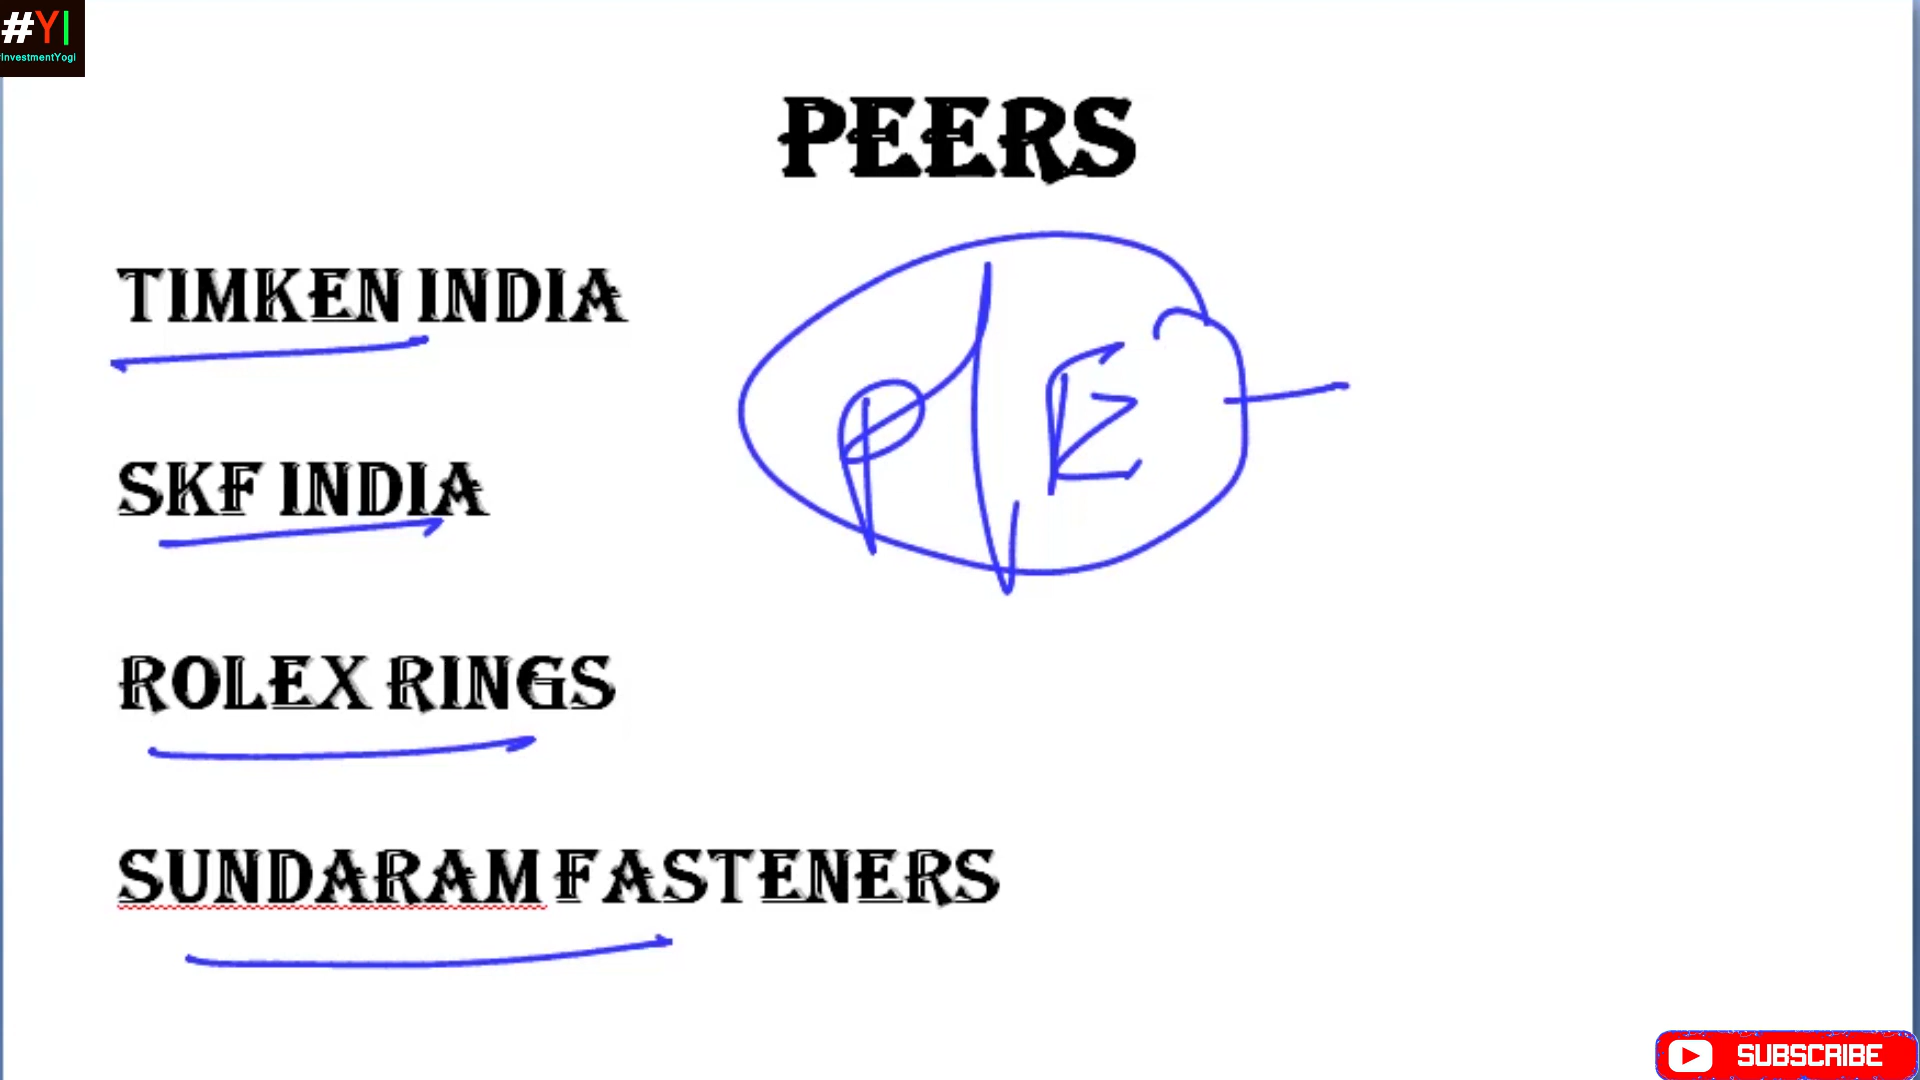 #YI
InvestmentYogi
PEERS
TIMKEN INDIA
P/E
SKF INDIA
ROLEX RINGS
SUNDARAM FASTENERS
SUBSCRIBE